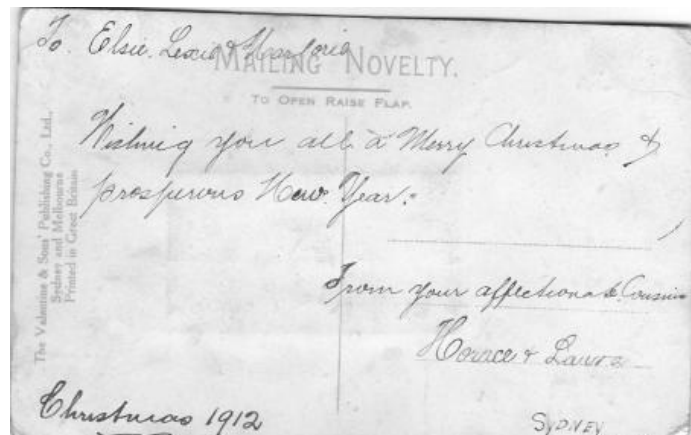 To. Elsie. Lexie & Marjorie
MAILING NOVELTY.
TO OPEN RAISE FLAP.
Wishing you all a Merry Christmas &
prosperous New. Year.
From your affectionate Cousins
Horace & Laura
Christmas 1912
SYDNEY
The Valentine & Sons' Publishing Co., Ltd.,
Sydney and Melbourne
Printed in Great Britain